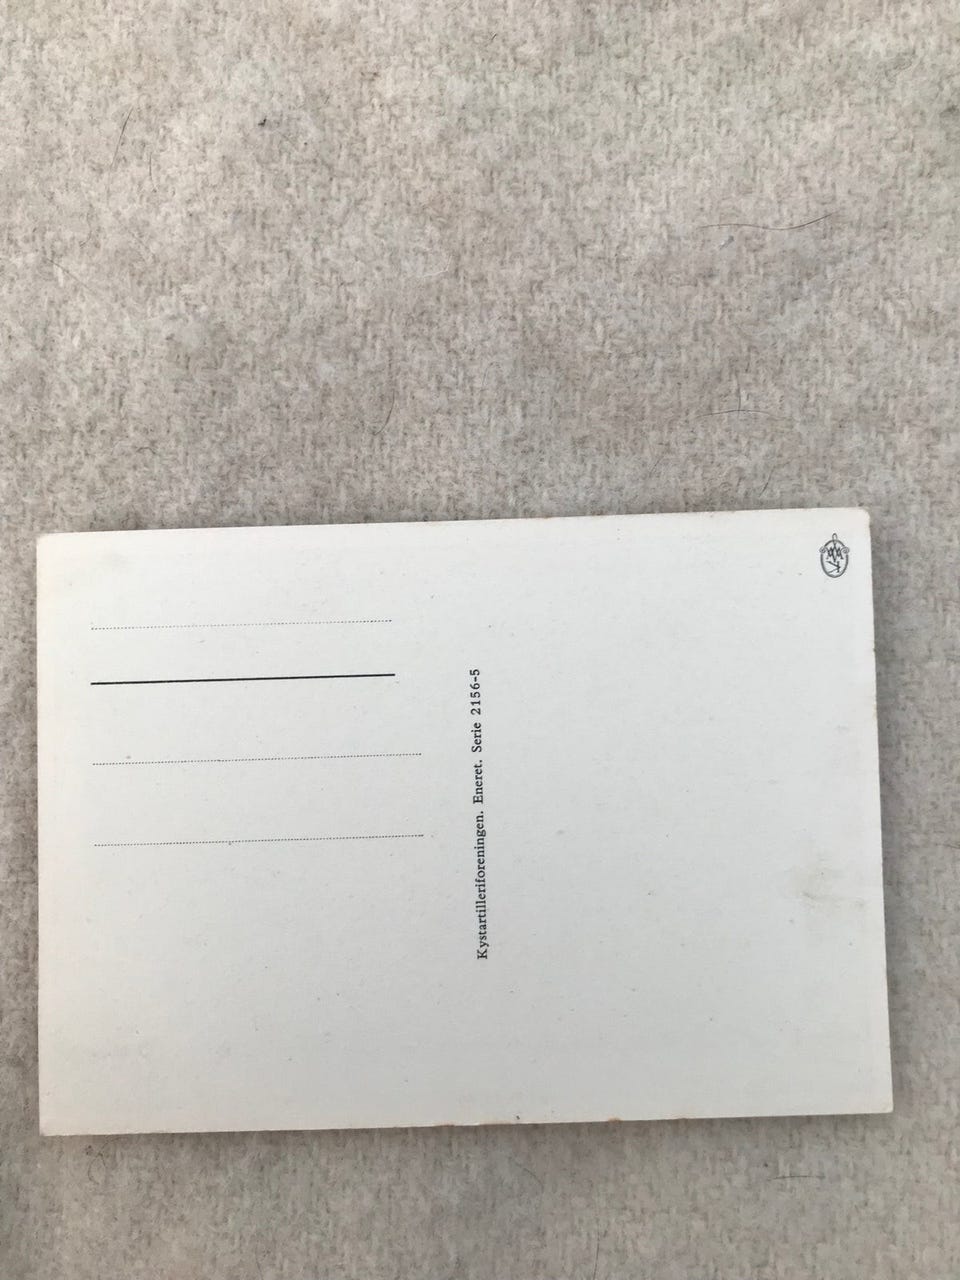 Kystartilleriforeningen. Eneret. Serie 2156-5